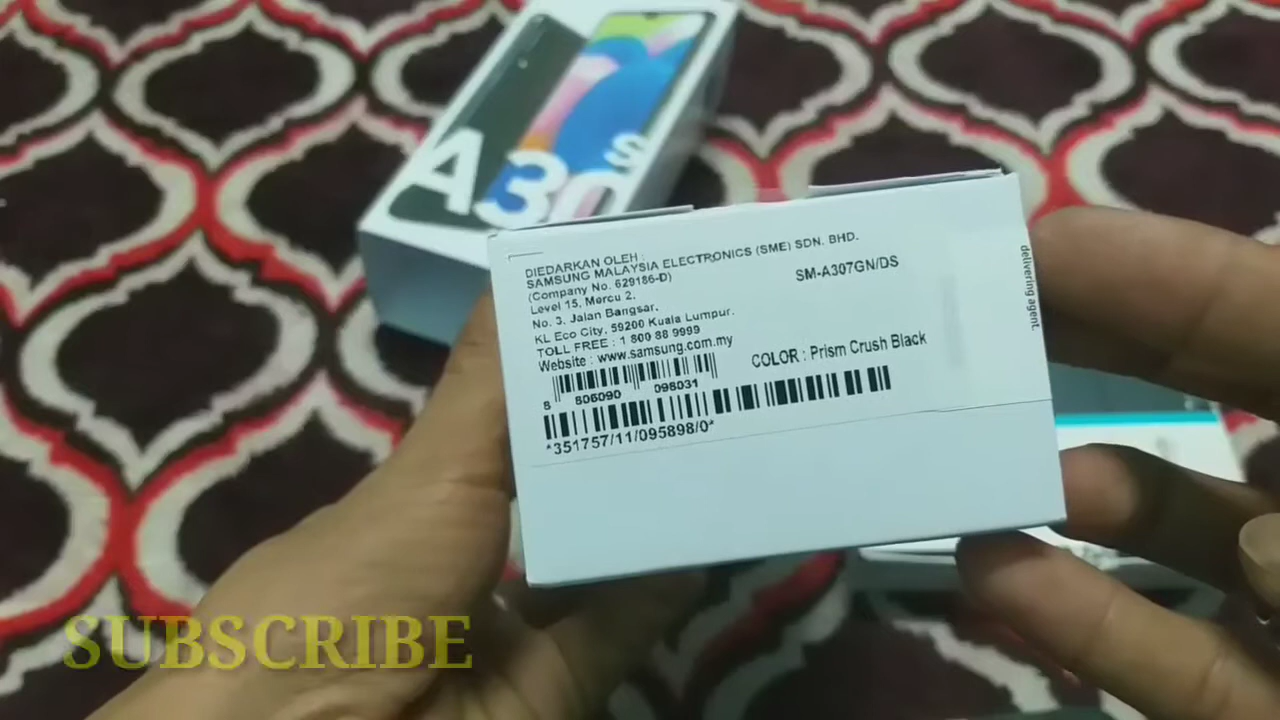 A30s
DIEDARKAN OLEH :
SAMSUNG MALAYSIA ELECTRONICS (SME) SDN. BHD.
(Company No. 629186-D)
SM-A307GN/DS
Level 15, Mercu 2,
No. 3, Jalan Bangsar,
KL Eco City, 59200 Kuala Lumpur.
TOLL FREE : 1 800 88 9999
Website : www.samsung.com.my
COLOR : Prism Crush Black
8 806090 098031
*351757/11/095898/0*
delivering agent.
SUBSCRIBE